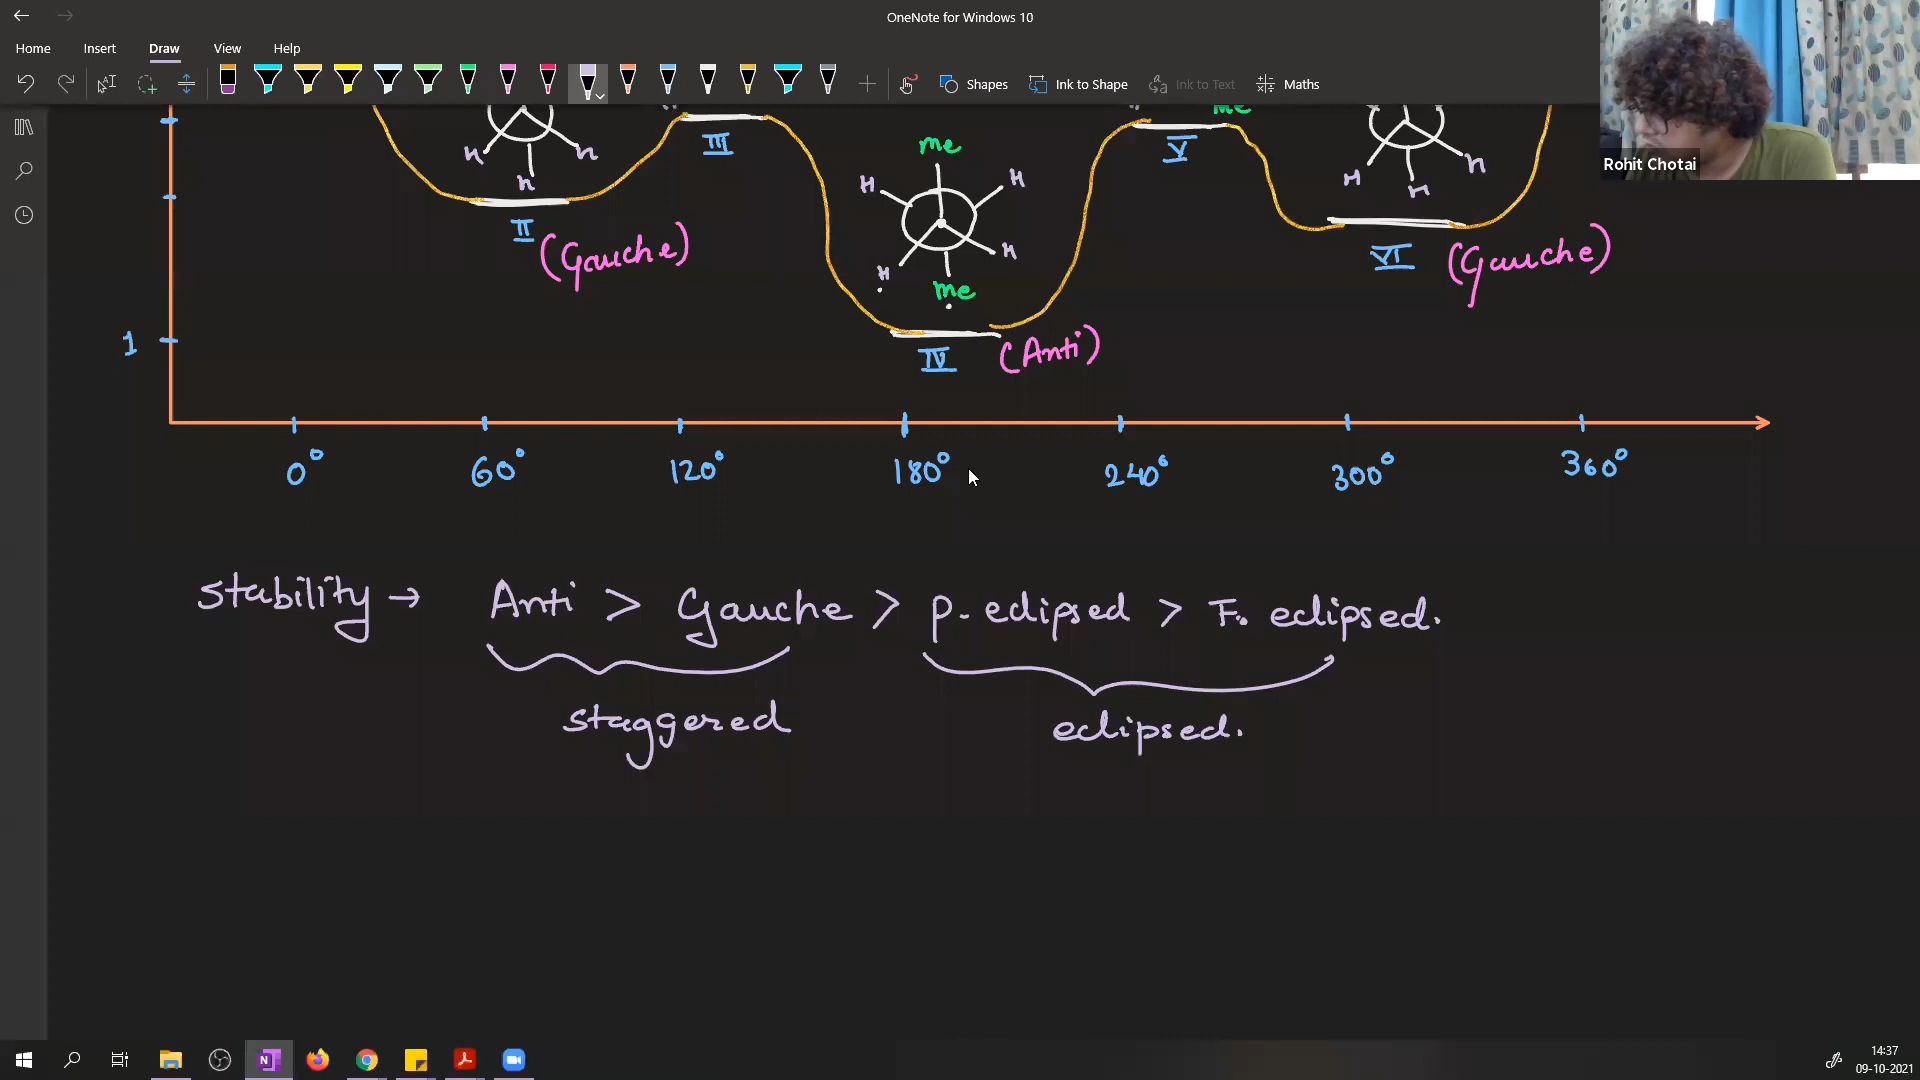 OneNote for Windows 10
Home Insert Draw View Help
Shapes Ink to Shape Ink to Text Maths
Rohit Chotai
me
III
V
me
H
H
H
H
H
H
H
H
H
H
II
(Gauche)
H
me
VI
(Gauche)
1
IV
(Anti)
0° 60° 120° 180° 240° 300° 360°
Stability → Anti > Gauche > P. eclipsed > F. eclipsed.
staggered
eclipsed.
14:37
09-10-2021